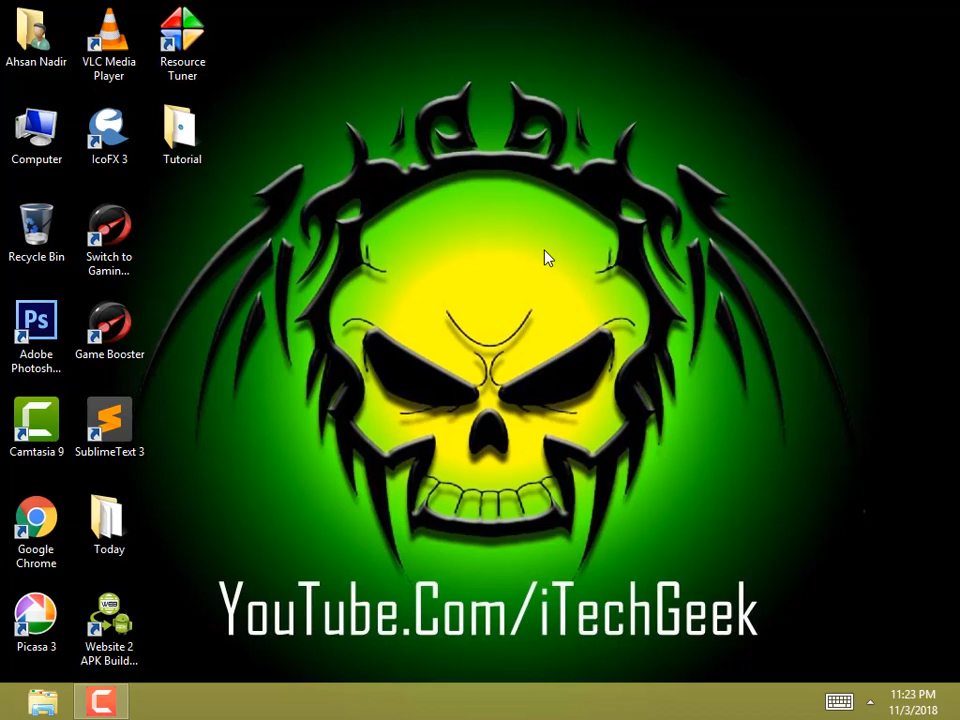 Ahsan Nadir
VLC Media
Player
Resource
Tuner
Computer
IcoFX 3
Tutorial
Recycle Bin
Switch to
Gamin...
Ps
Adobe
Photosh...
Game Booster
Camtasia 9
SublimeText 3
Google
Chrome
Today
Picasa 3
WEB
Website 2
APK Build...
YouTube.Com/iTechGeek
11:23 PM
11/3/2018